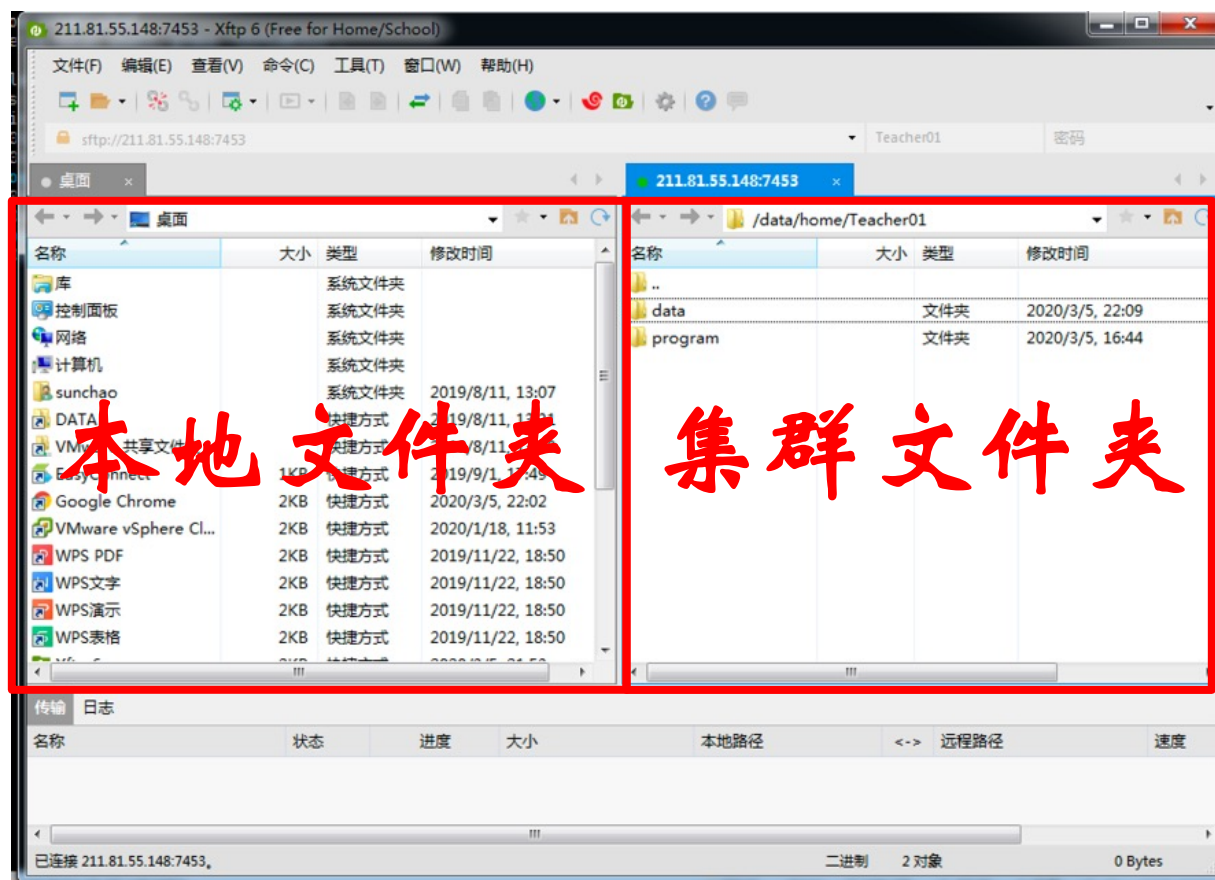 211.81.55.148:7453 - Xftp 6 (Free for Home/School)
文件(F) 编辑(E) 查看(V) 命令(C) 工具(T) 窗口(W) 帮助(H)
sftp://211.81.55.148:7453 Teacher01 密码
桌面 211.81.55.148:7453
桌面 /data/home/Teacher01
名称 大小 类型 修改时间 名称 大小 类型 修改时间
库 系统文件夹 ..
控制面板 系统文件夹 data 文件夹 2020/3/5, 22:09
网络 系统文件夹 program 文件夹 2020/3/5, 16:44
计算机 系统文件夹
sunchao 系统文件夹 2019/8/11, 13:07
DATA 快捷方式 2019/8/11,
共享文件 捷方式
本地文件夹 集群文件夹
EasyConnect 1KB 快捷方式 2019/9/1,
Google Chrome 2KB 快捷方式 2020/3/5, 22:02
VMware vSphere Cl... 2KB 快捷方式 2020/1/18, 11:53
WPS PDF 2KB 快捷方式 2019/11/22, 18:50
WPS文字 2KB 快捷方式 2019/11/22, 18:50
WPS演示 2KB 快捷方式 2019/11/22, 18:50
WPS表格 2KB 快捷方式 2019/11/22, 18:50
传输 日志
名称 状态 进度 大小 本地路径 <-> 远程路径 速度
已连接 211.81.55.148:7453。 二进制 2 对象 0 Bytes